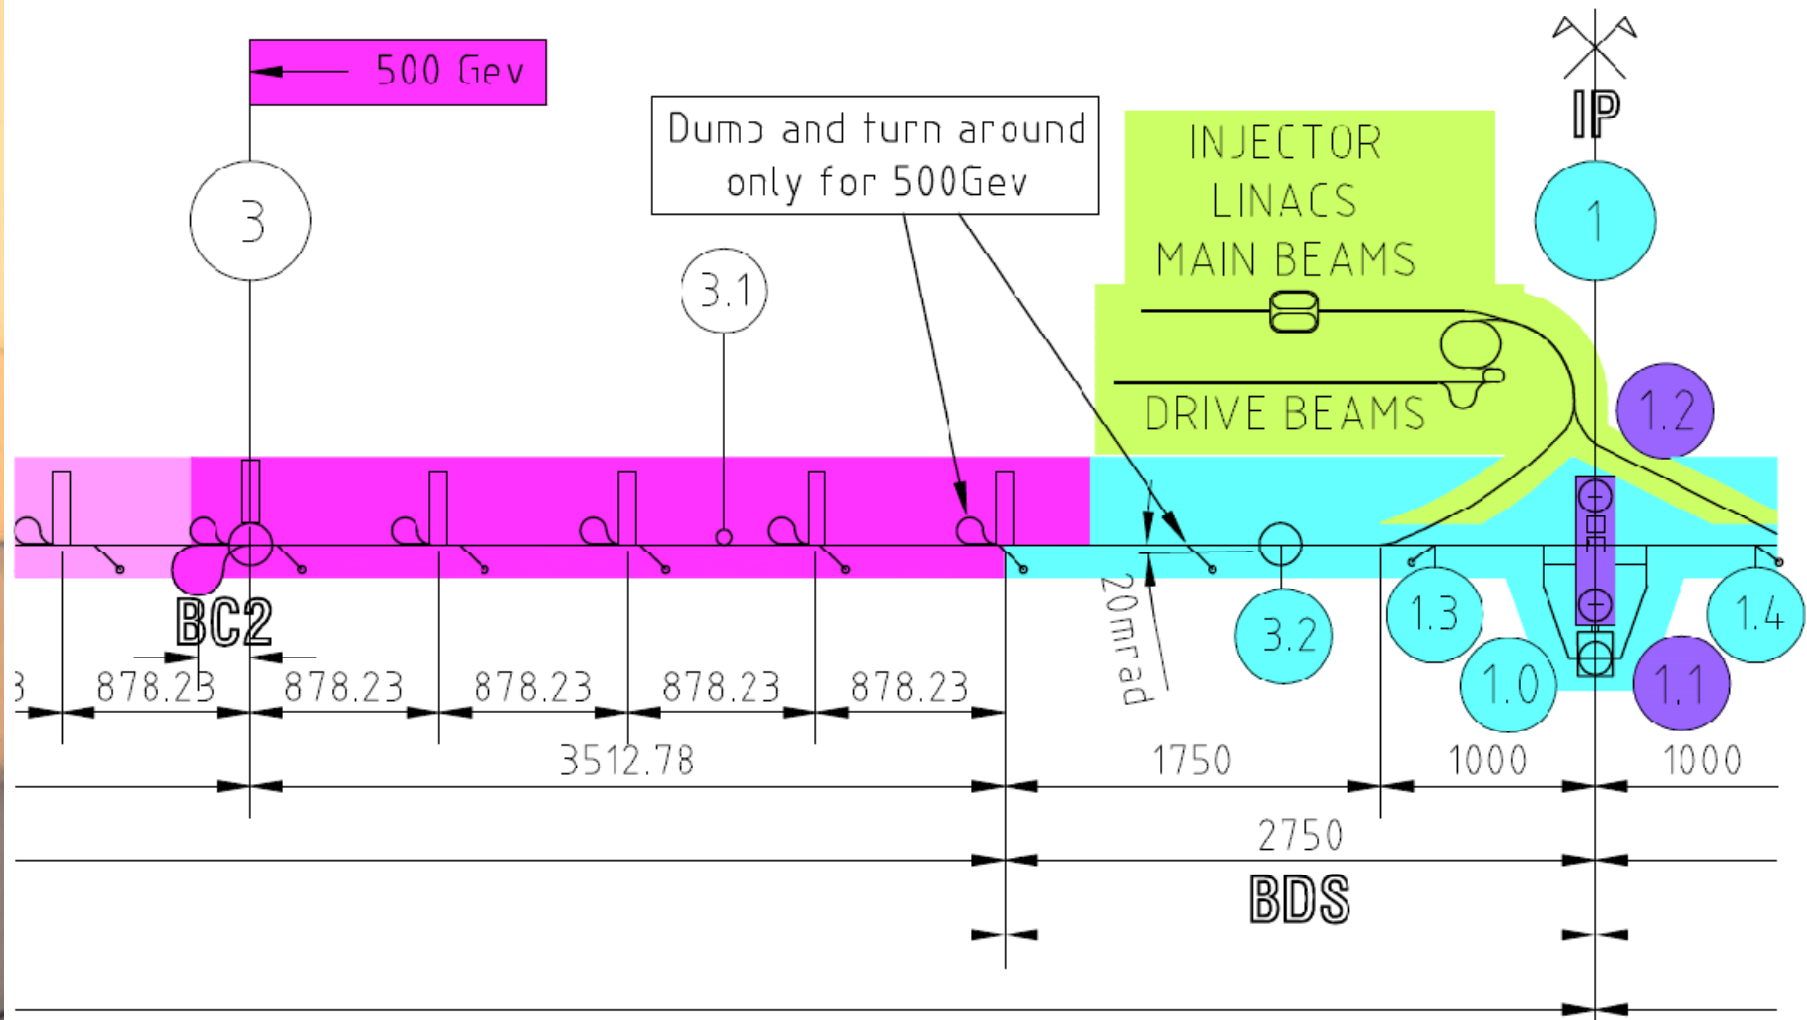 500 Gev
IP
Dump and turn around
only for 500Gev
INJECTOR
LINACS
MAIN BEAMS
3
1
3.1
DRIVE BEAMS
1.2
20mrad
BC2
3.2
1.3
1.4
1.0
1.1
878.23
878.23
878.23
878.23
878.23
3512.78
1750
1000
1000
2750
BDS